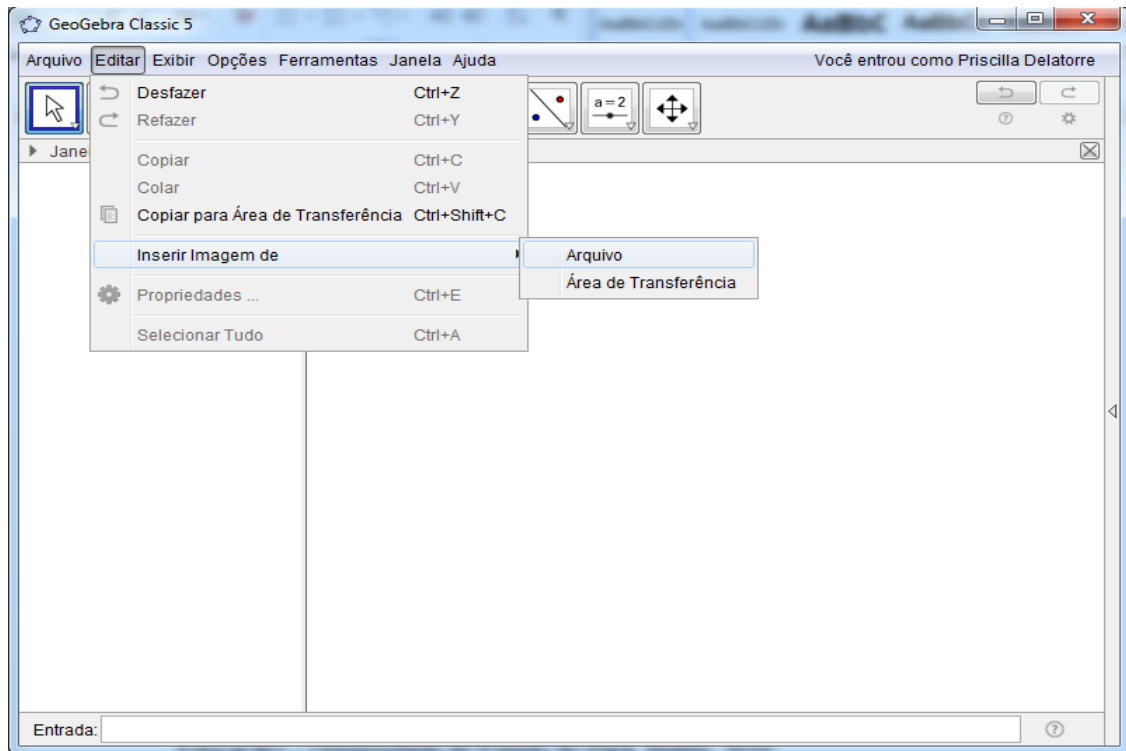 GeoGebra Classic 5
Arquivo Editar Exibir Opções Ferramentas Janela Ajuda Você entrou como Priscilla Delatorre
a=2
Desfazer Ctrl+Z
Refazer Ctrl+Y
Copiar Ctrl+C
Colar Ctrl+V
Copiar para Área de Transferência Ctrl+Shift+C
Inserir Imagem de
Arquivo
Área de Transferência
Propriedades ... Ctrl+E
Selecionar Tudo Ctrl+A
Entrada: